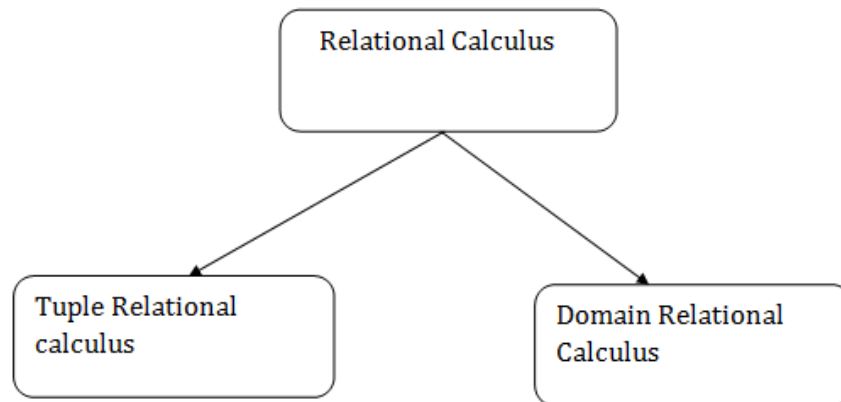 Relational Calculus
Tuple Relational
calculus
Domain Relational
Calculus